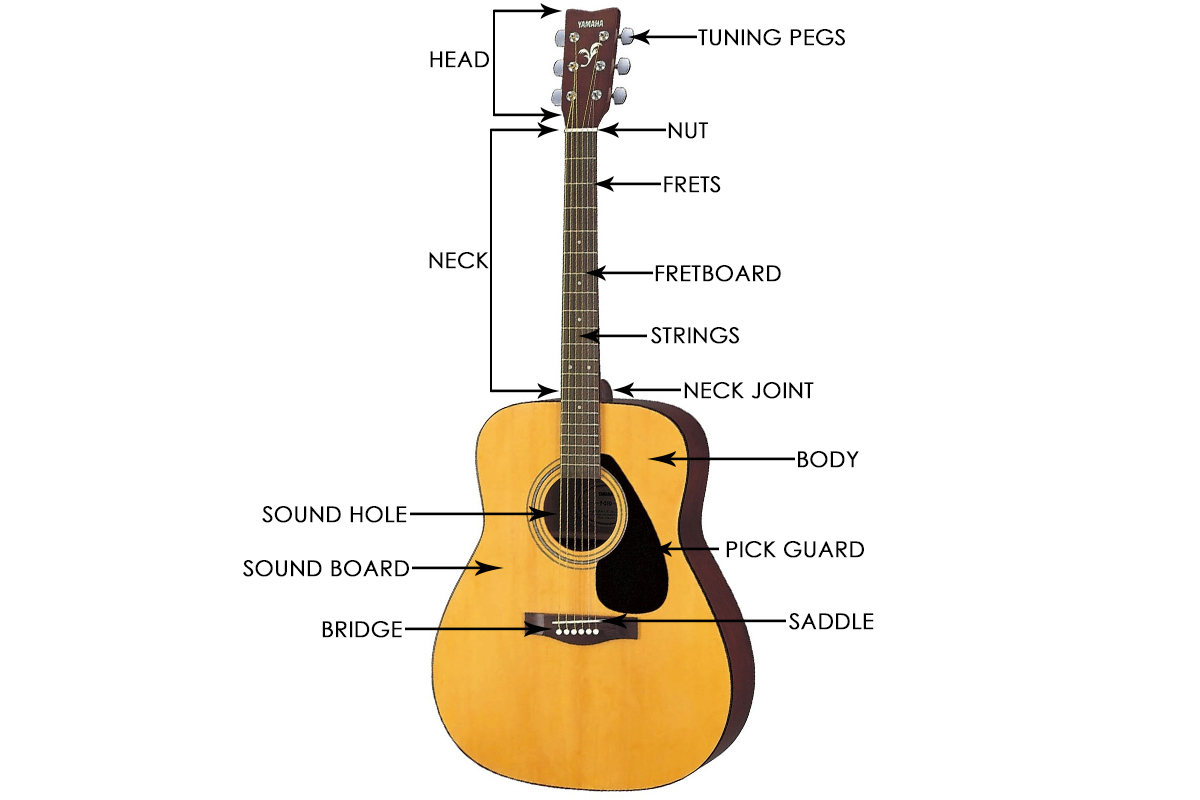 YAMAHA
TUNING PEGS
HEAD
NUT
FRETS
NECK
FRETBOARD
STRINGS
NECK JOINT
BODY
SOUND HOLE
PICK GUARD
SOUND BOARD
SADDLE
BRIDGE